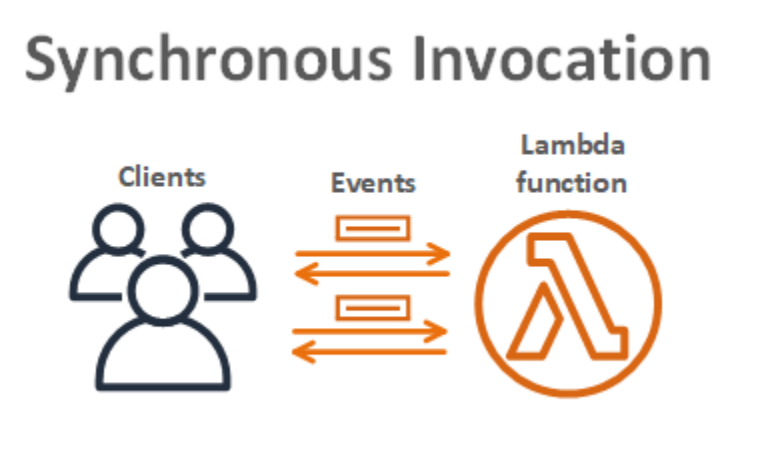 Synchronous Invocation
Clients
Events
Lambda
function